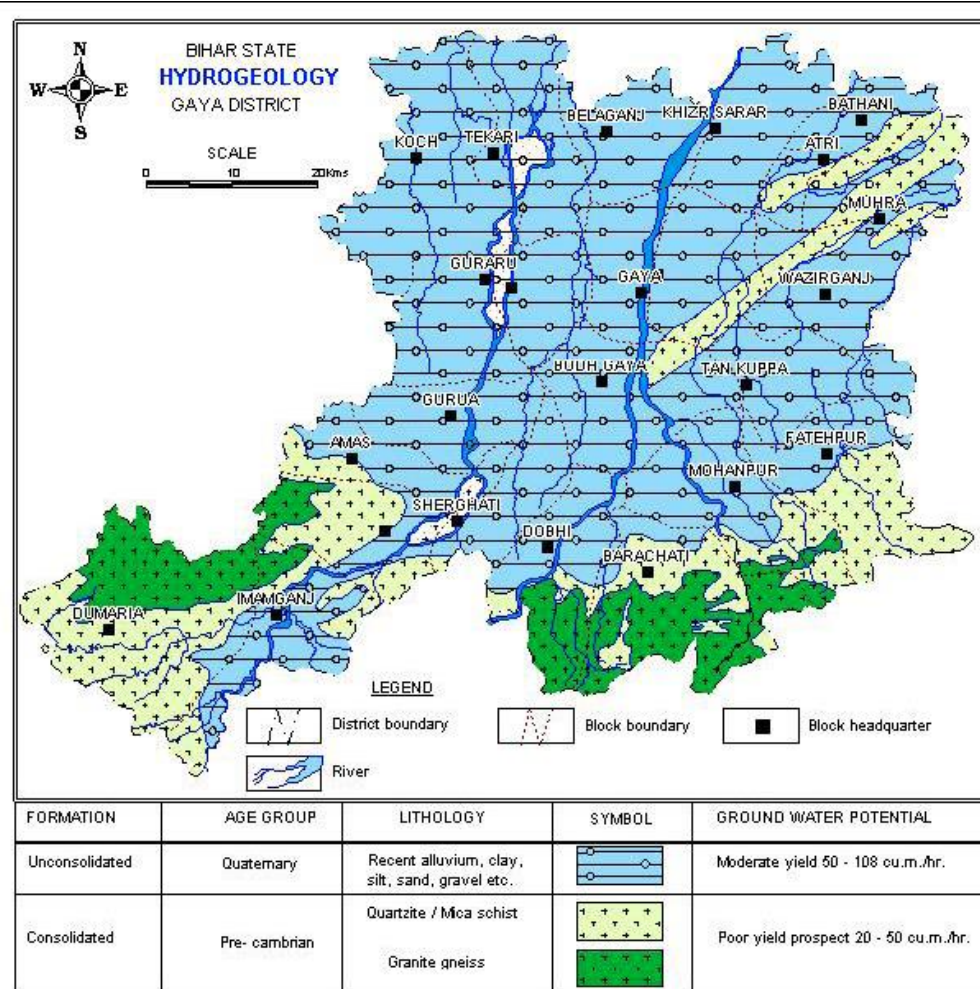 N
W E
S
BIHAR STATE
HYDROGEOLOGY
GAYA DISTRICT
SCALE
0 10 20Kms
KOCH
TEKARI
BELAGANJ
KHIZR SARAR
BATHANI
ATRI
MUHRA
GURARU
GAYA
WAZIRGANJ
BUDH GAYA
TAN KUPPA
GURUA
AMAS
FATEHPUR
MOHANPUR
SHERGHATI
DOBHI
BARACHATI
DUMARIA
IMAMGANJ
LEGEND
District boundary
Block boundary
Block headquarter
River
FORMATION AGE GROUP LITHOLOGY SYMBOL GROUND WATER POTENTIAL
Unconsolidated Quaternary Recent alluvium, clay, Moderate yield 50 - 108 cu.m./hr.
silt, sand, gravel etc.
Quartzite / Mica schist
Consolidated Pre- cambrian Poor yield prospect 20 - 50 cu.m./hr.
Granite gneiss